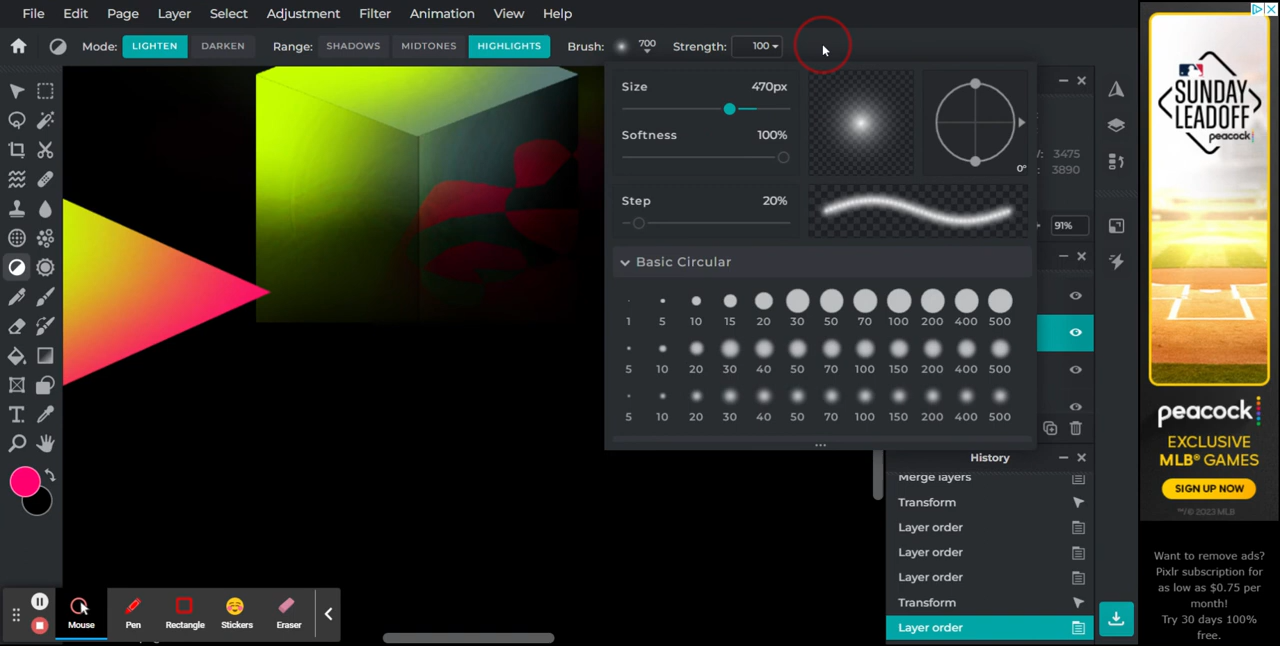 File Edit Page Layer Select Adjustment Filter Animation View Help
Mode: LIGHTEN DARKEN Range: SHADOWS MIDTONES HIGHLIGHTS Brush: 700 Strength: 100
Size 470px
Softness 100%
0°
Step 20%
Basic Circular
1 5 10 15 20 30 50 70 100 200 400 500
5 10 20 30 40 50 70 100 150 200 400 500
5 10 20 30 40 50 70 100 150 200 400 500
3475
3890
91%
History
Merge layers
Transform
Layer order
Layer order
Layer order
Transform
Layer order
Mouse Pen Rectangle Stickers Eraser
MLB
SUNDAY
LEADOFF
peacock
peacock
EXCLUSIVE
MLB® GAMES
SIGN UP NOW
™/© 2023 MLB
Want to remove ads?
Pixlr subscription for
as low as $0.75 per
month!
Try 30 days 100%
free.